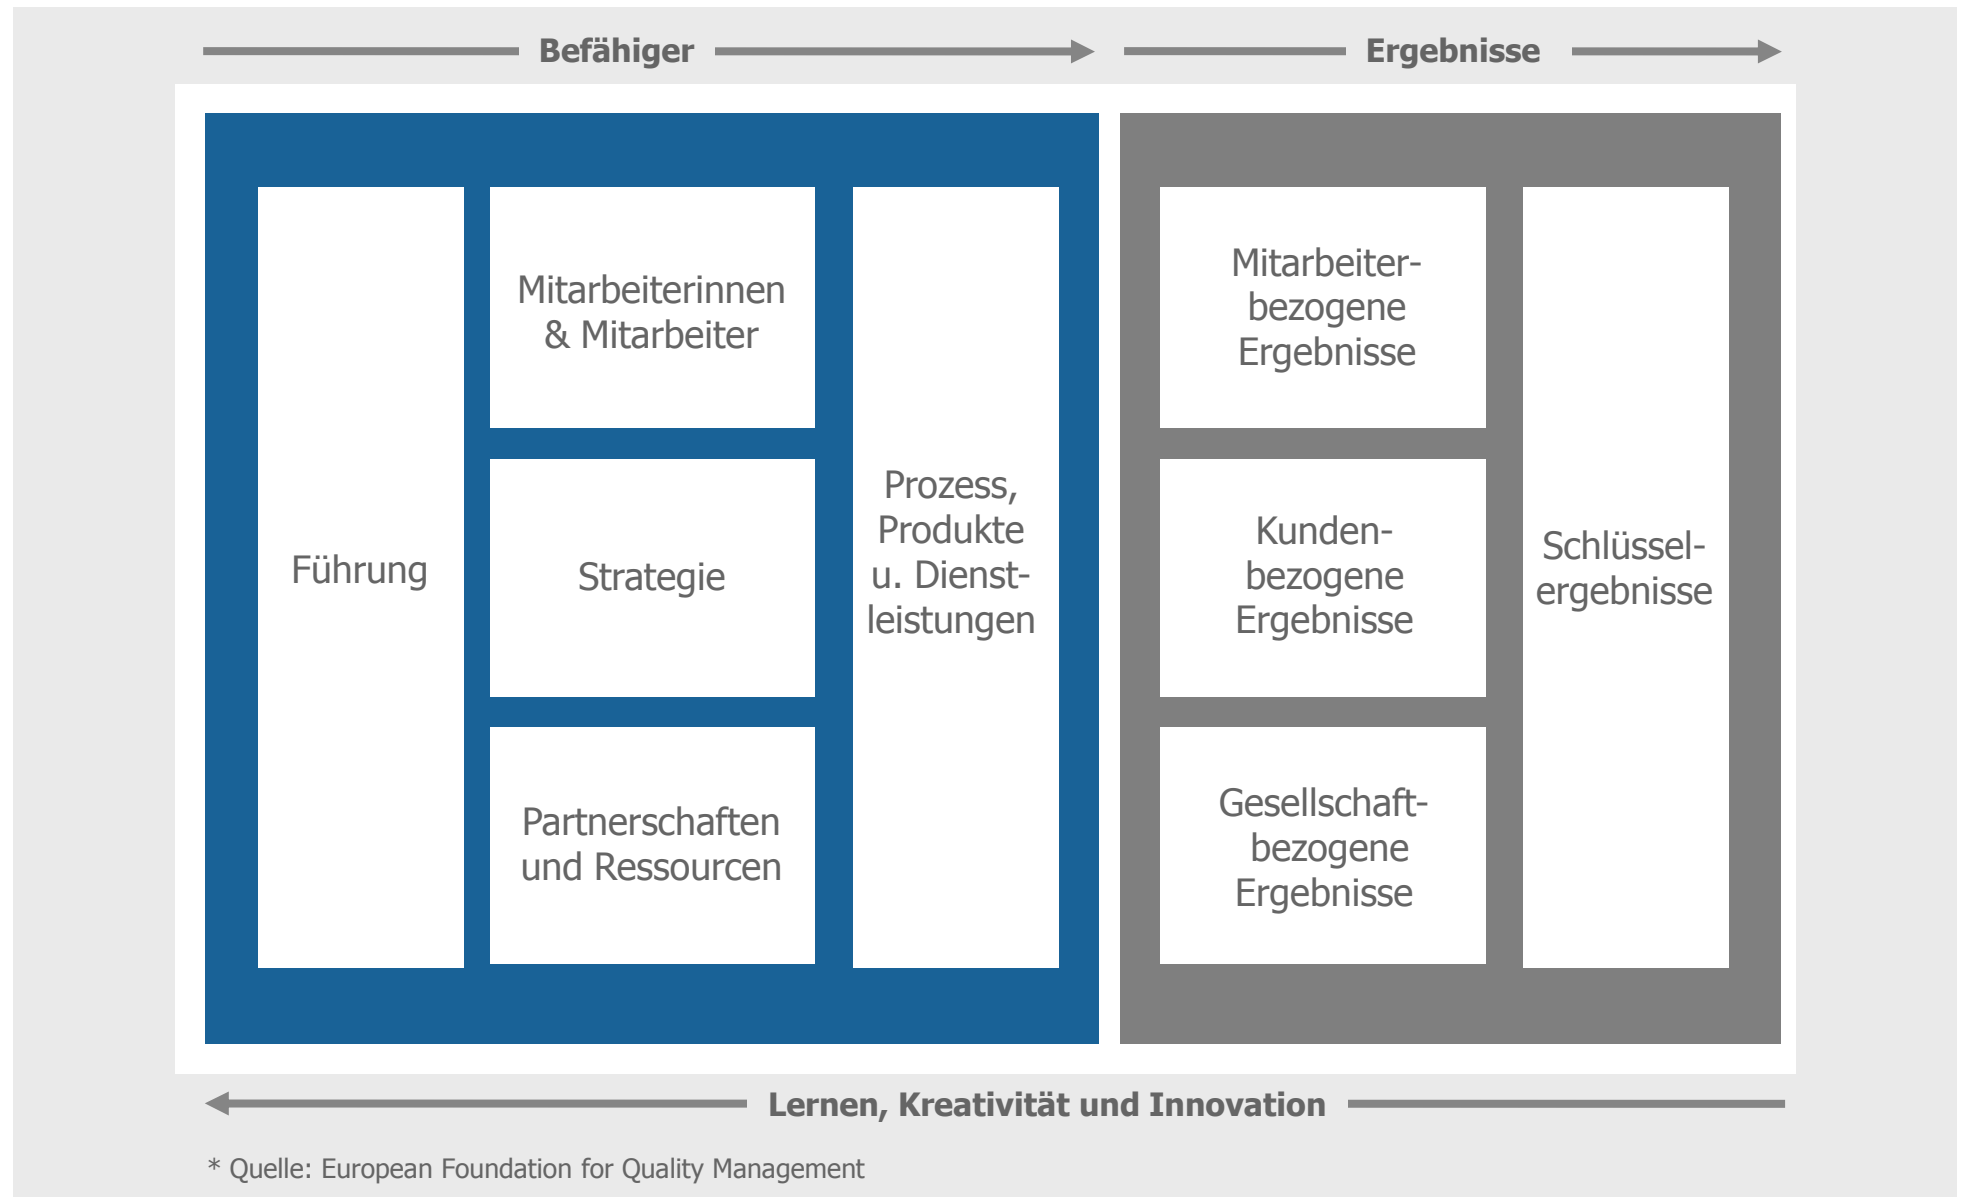 Befähiger
Ergebnisse
Führung
Mitarbeiterinnen
& Mitarbeiter
Strategie
Partnerschaften
und Ressourcen
Prozess,
Produkte
u. Dienst-
leistungen
Mitarbeiter-
bezogene
Ergebnisse
Kunden-
bezogene
Ergebnisse
Gesellschaft-
bezogene
Ergebnisse
Schlüssel-
ergebnisse
Lernen, Kreativität und Innovation
* Quelle: European Foundation for Quality Management